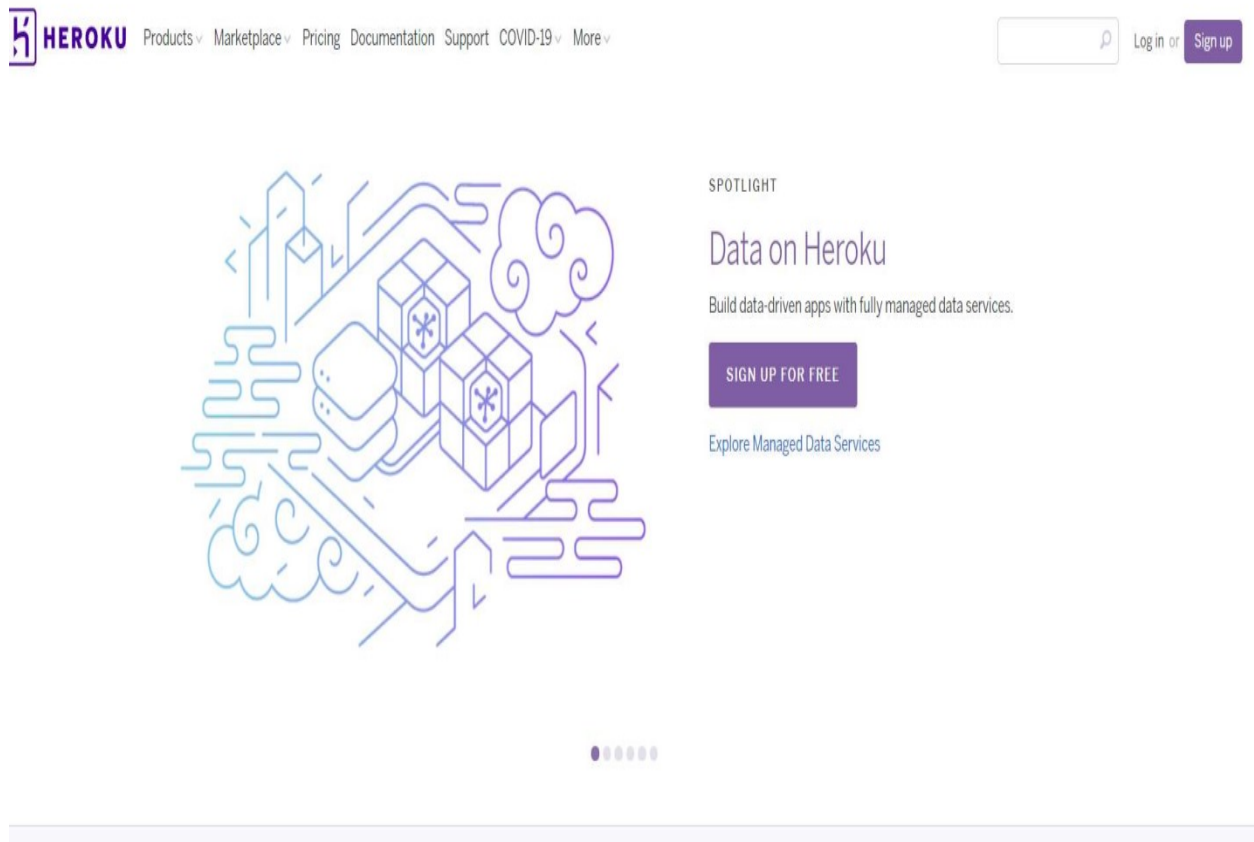 HEROKU Products Marketplace Pricing Documentation Support COVID-19 More Log in or Sign up
SPOTLIGHT
Data on Heroku
Build data-driven apps with fully managed data services.
SIGN UP FOR FREE
Explore Managed Data Services